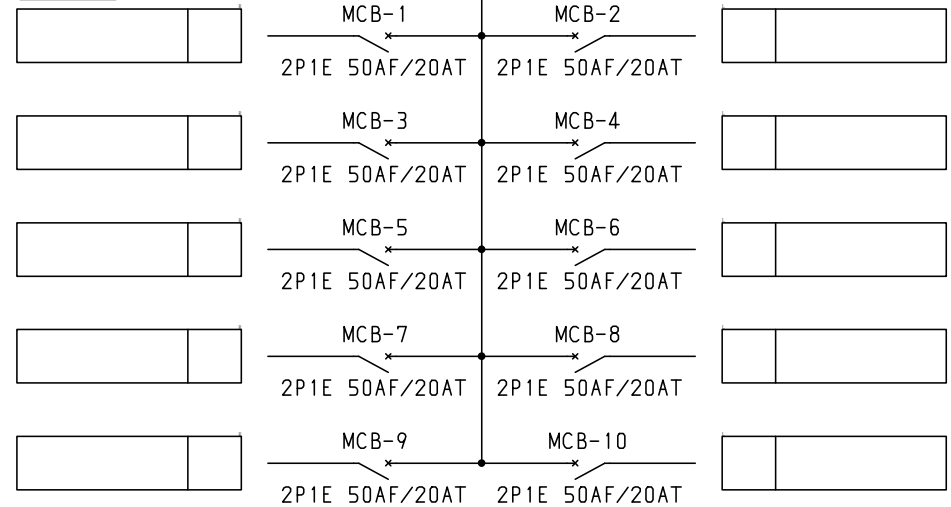 MCB-1 MCB-2
2P1E 50AF/20AT 2P1E 50AF/20AT
MCB-3 MCB-4
2P1E 50AF/20AT 2P1E 50AF/20AT
MCB-5 MCB-6
2P1E 50AF/20AT 2P1E 50AF/20AT
MCB-7 MCB-8
2P1E 50AF/20AT 2P1E 50AF/20AT
MCB-9 MCB-10
2P1E 50AF/20AT 2P1E 50AF/20AT